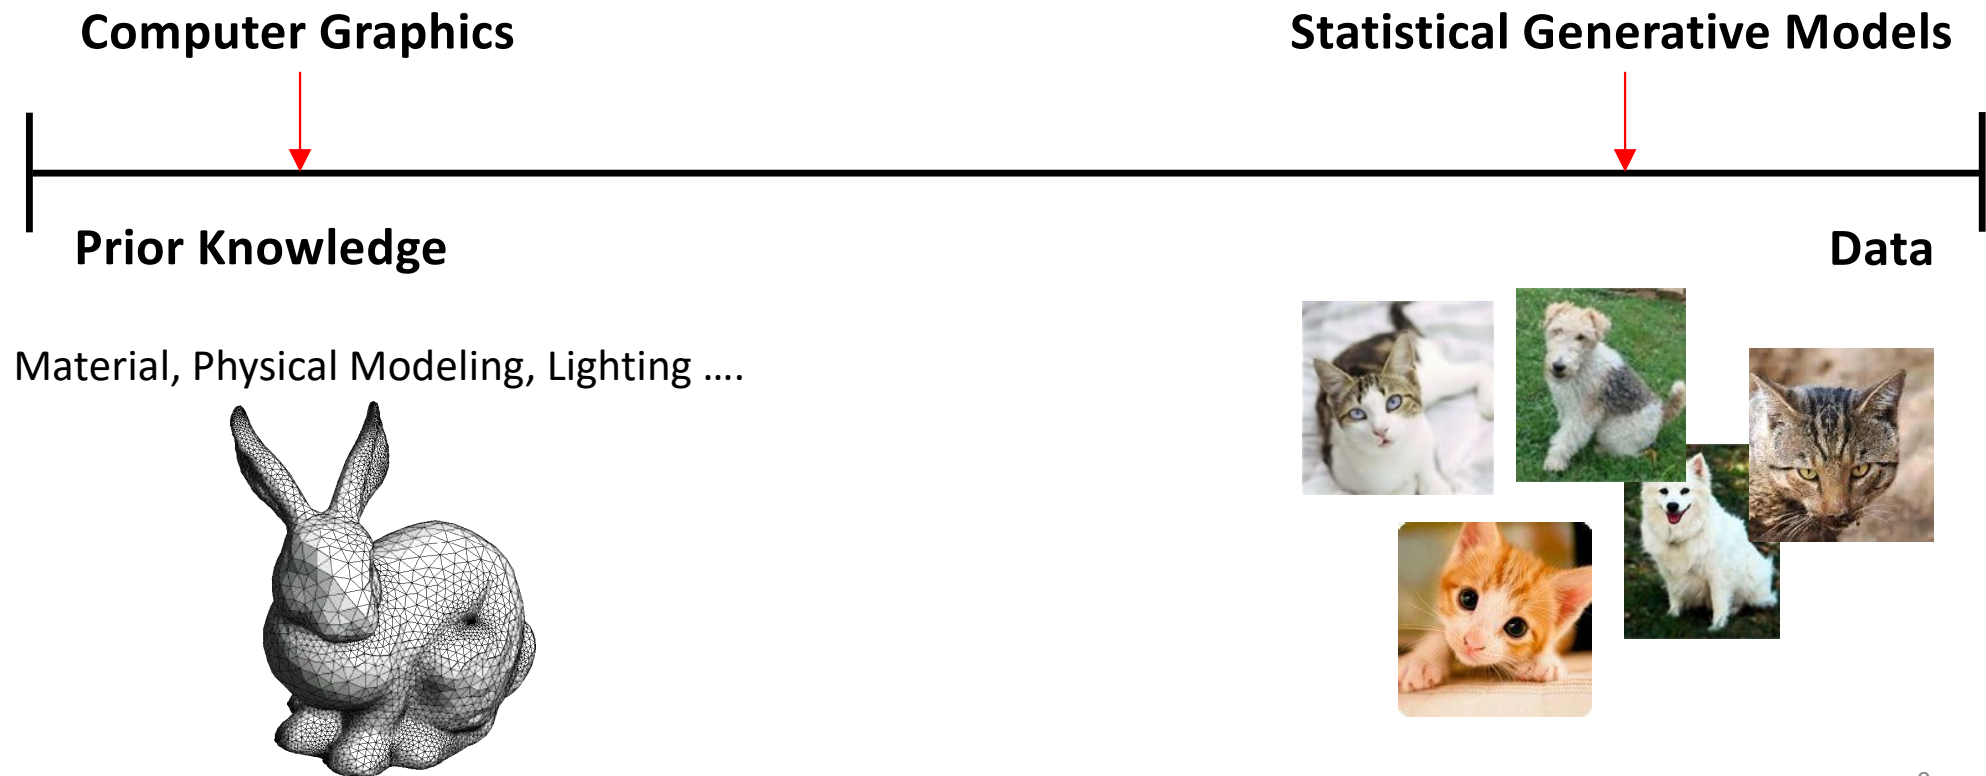 Computer Graphics
Statistical Generative Models
Prior Knowledge
Data
Material, Physical Modeling, Lighting ....